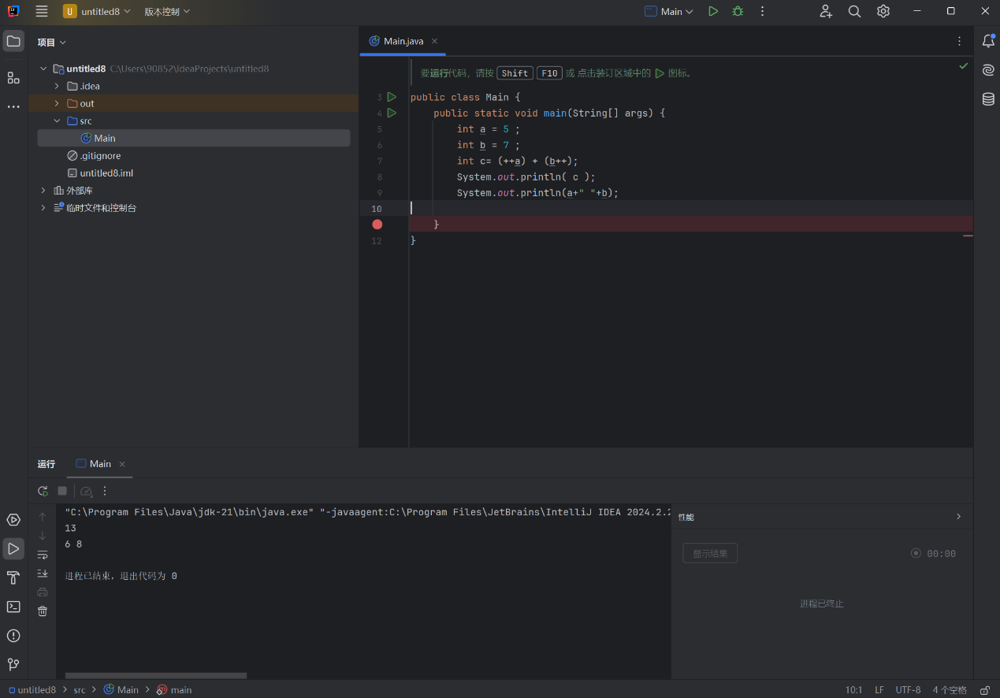 U untitled8 版本控制 Main
项目 Main.java
untitled8 C:\Users\90852\IdeaProjects\untitled8
.idea
out
src
Main
.gitignore
untitled8.iml
外部库
临时文件和控制台
要运行代码，请按 Shift F10 或 点击装订区域中的 图标。
3 public class Main {
4 public static void main(String[] args) {
5 int a = 5 ;
6 int b = 7 ;
7 int c= (++a) + (b++);
8 System.out.println( c );
9 System.out.println(a+" "+b);
10
}
12 }
运行 Main
"C:\Program Files\Java\jdk-21\bin\java.exe" "-javaagent:C:\Program Files\JetBrains\IntelliJ IDEA 2024.2.2
13
6 8
进程已结束，退出代码为 0
性能
显示结果 00:00
进程已终止
untitled8 src Main main 10:1 LF UTF-8 4 个空格